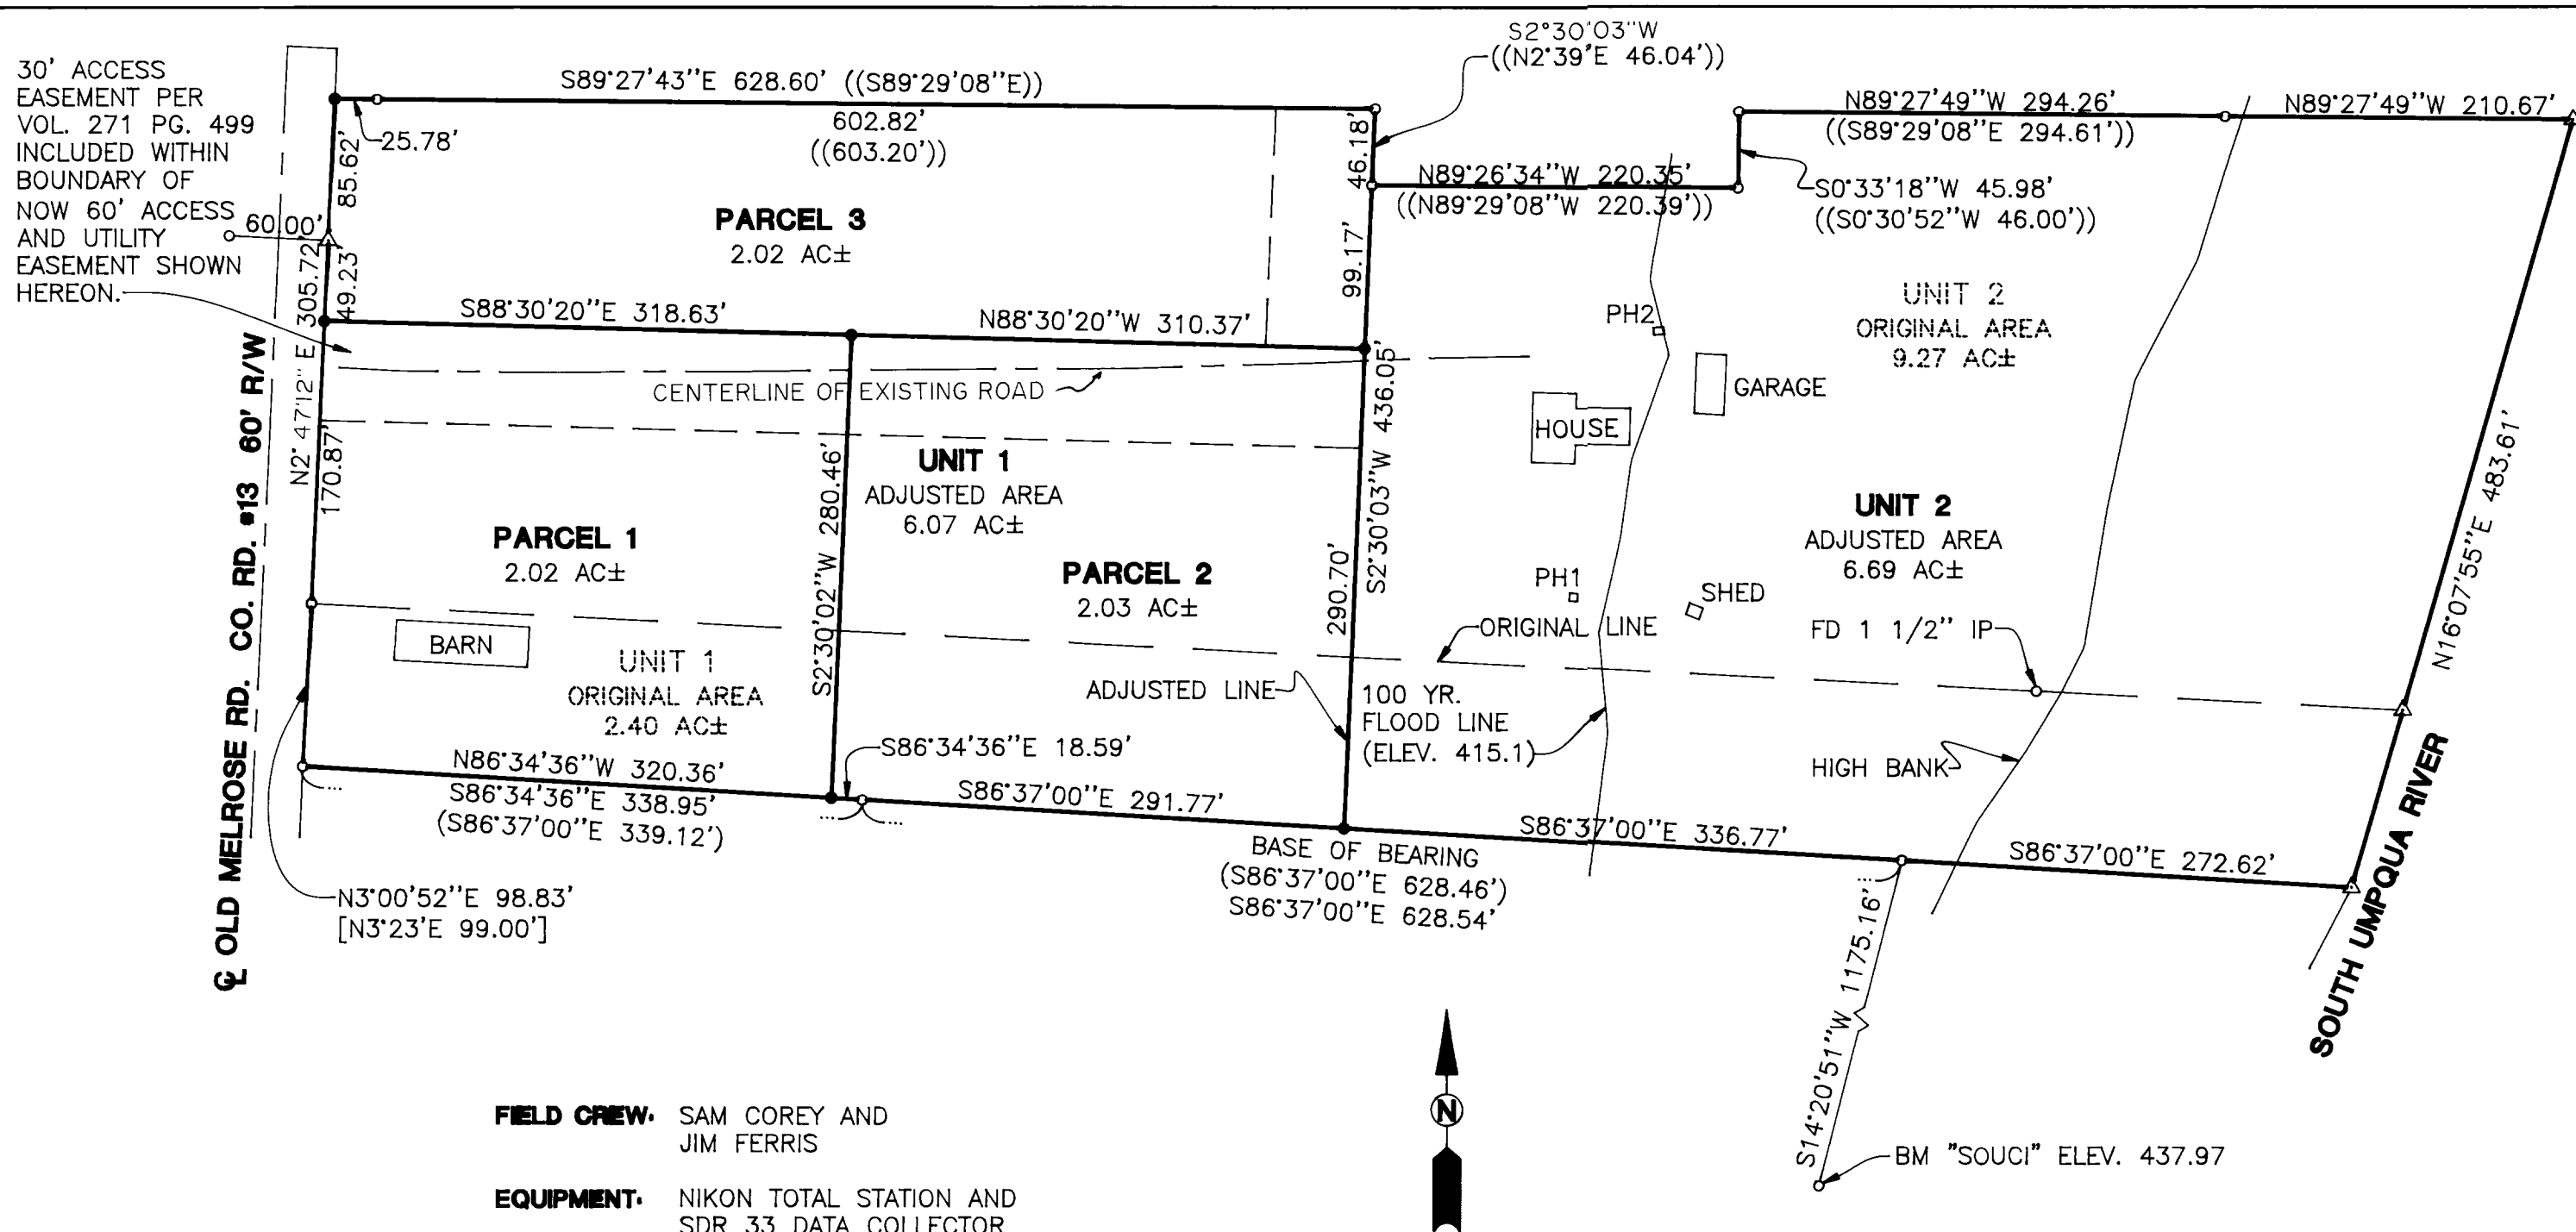 S2°30'03"W
((N2°39'E 46.04'))
30' ACCESS
EASEMENT PER
VOL. 271 PG. 499
INCLUDED WITHIN
BOUNDARY OF
NOW 60' ACCESS
AND UTILITY
EASEMENT SHOWN
HEREON.
S89°27'43"E 628.60' ((S89°29'08"E))
25.78'
602.82'
((603.20'))
85.62'
60.00'
49.23'
N2°47'12"E 305.72'
170.87'
46.18'
99.17'
N89°27'49"W 294.26'
((S89°29'08"E 294.61'))
N89°27'49"W 210.67'
N89°26'34"W 220.35'
((N89°29'08"W 220.39'))
S0°33'18"W 45.98'
((S0°30'52"W 46.00'))
PARCEL 3
2.02 AC±
S88°30'20"E 318.63'
N88°30'20"W 310.37'
CENTERLINE OF EXISTING ROAD
PH2
GARAGE
HOUSE
UNIT 2
ORIGINAL AREA
9.27 AC±
UNIT 1
ADJUSTED AREA
6.07 AC±
PARCEL 1
2.02 AC±
PARCEL 2
2.03 AC±
S2°30'02"W 280.46'
290.70'
S2°30'03"W 436.05'
UNIT 2
ADJUSTED AREA
6.69 AC±
PH1
SHED
ORIGINAL LINE
FD 1 1/2" IP
N16°07'55"E 483.61'
BARN
UNIT 1
ORIGINAL AREA
2.40 AC±
ADJUSTED LINE
100 YR.
FLOOD LINE
(ELEV. 415.1)
HIGH BANK
N86°34'36"W 320.36'
S86°34'36"E 338.95'
(S86°37'00"E 339.12')
S86°34'36"E 18.59'
S86°37'00"E 291.77'
BASE OF BEARING
(S86°37'00"E 628.46')
S86°37'00"E 628.54'
S86°37'00"E 336.77'
S86°37'00"E 272.62'
N3°00'52"E 98.83'
[N3°23'E 99.00']
℄ OLD MELROSE RD. CO. RD. #13 60' R/W
SOUTH UMPQUA RIVER
S14°20'51"W 1175.16'
BM "SOUCI" ELEV. 437.97
N
FIELD CREW: SAM COREY AND
JIM FERRIS
EQUIPMENT: NIKON TOTAL STATION AND
SDR 33 DATA COLLECTOR